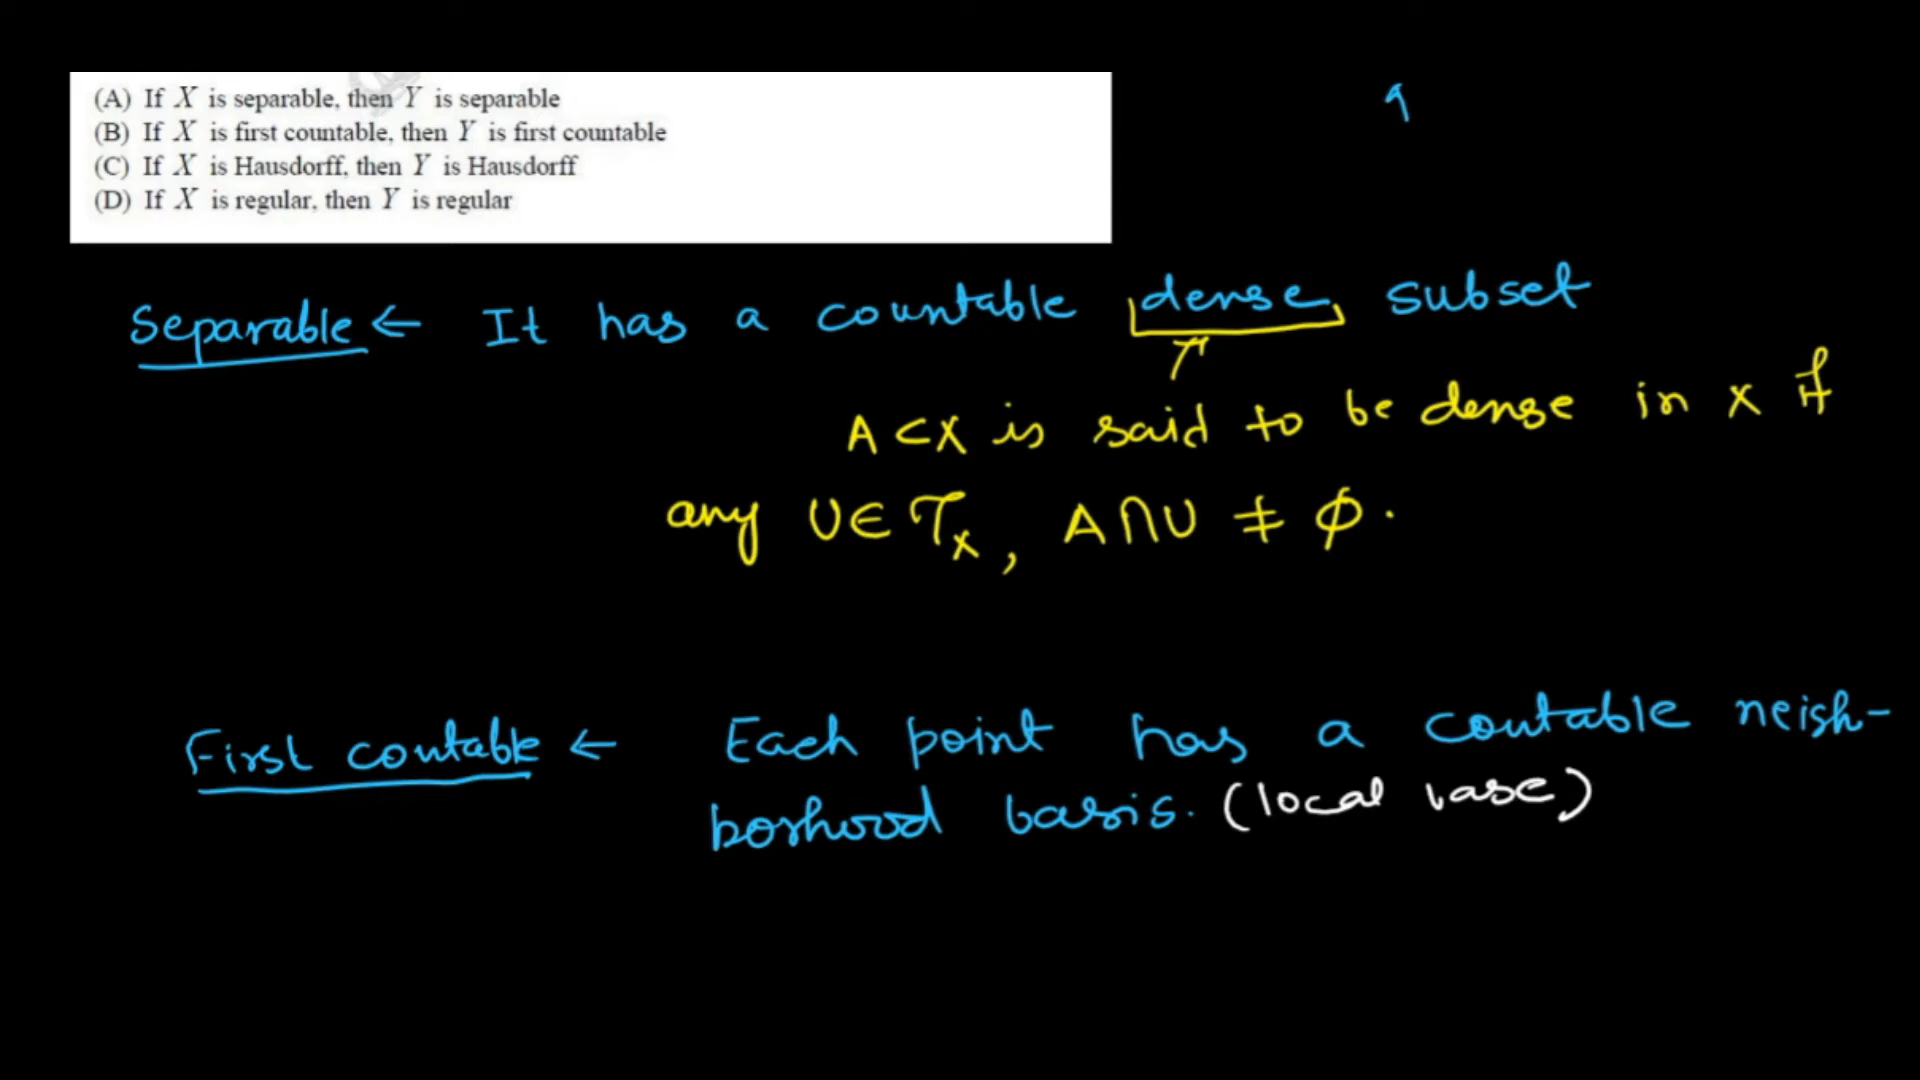 (A) If X is separable, then Y is separable
(B) If X is first countable, then Y is first countable
(C) If X is Hausdorff, then Y is Hausdorff
(D) If X is regular, then Y is regular
Separable ← It has a countable dense subset
A ⊂ X is said to be dense in X if
any U ∈ 𝒯x, A ∩ U ≠ ϕ.
First contable ← Each point has a contable neigh-
borhood basis. (local base)